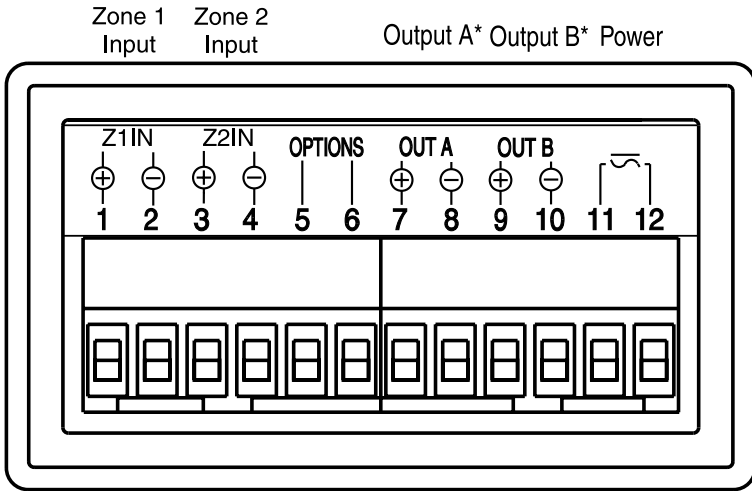 Zone 1 Input Zone 2 Input Output A* Output B* Power
Z1IN Z2IN OPTIONS OUT A OUT B
+ − + − + − + −
1 2 3 4 5 6 7 8 9 10 11 12